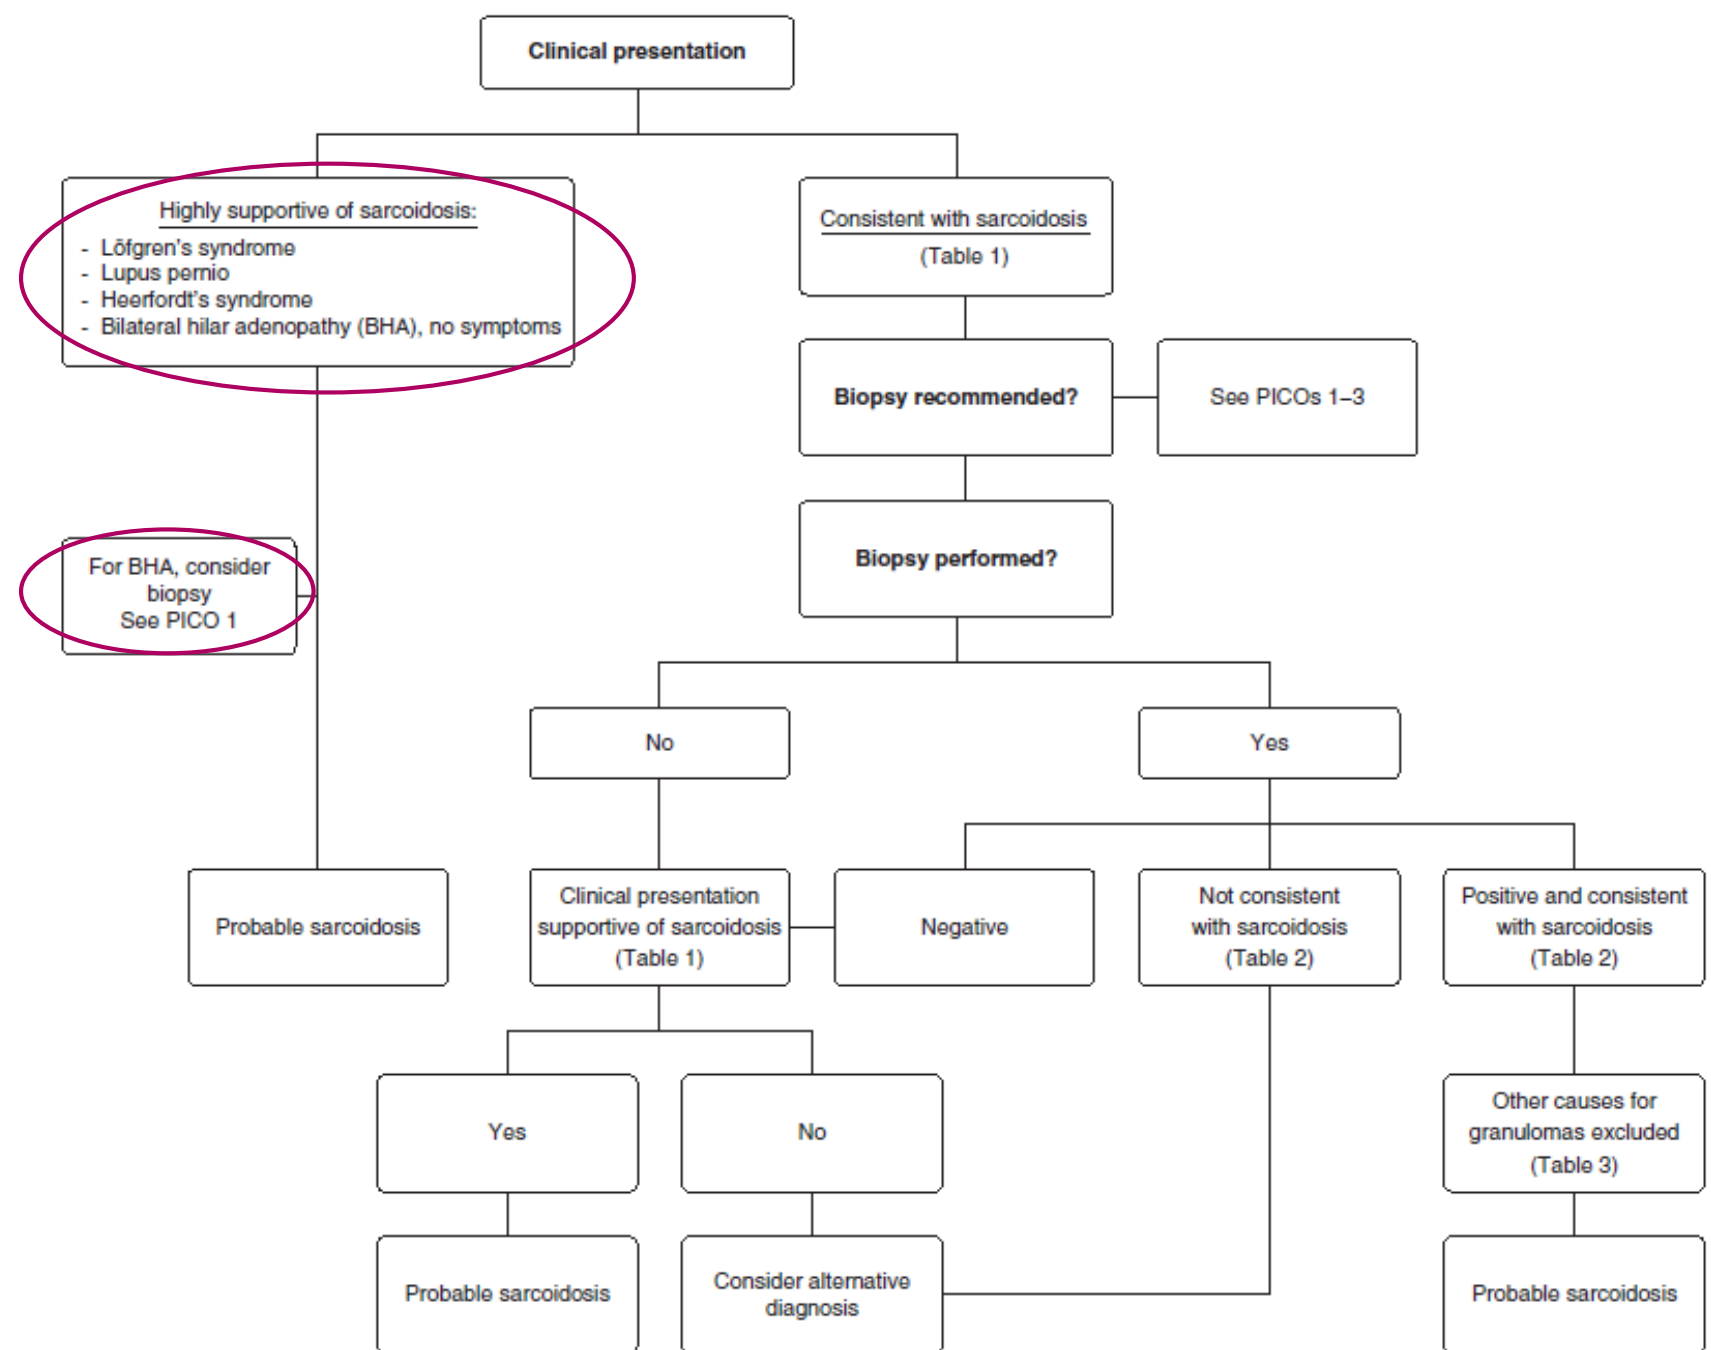 Clinical presentation
Highly supportive of sarcoidosis:
- Löfgren's syndrome
- Lupus pernio
- Heerfordt's syndrome
- Bilateral hilar adenopathy (BHA), no symptoms
Consistent with sarcoidosis
(Table 1)
Biopsy recommended?
See PICOs 1–3
For BHA, consider
biopsy
See PICO 1
Biopsy performed?
No
Yes
Probable sarcoidosis
Clinical presentation
supportive of sarcoidosis
(Table 1)
Negative
Not consistent
with sarcoidosis
(Table 2)
Positive and consistent
with sarcoidosis
(Table 2)
Yes
No
Other causes for
granulomas excluded
(Table 3)
Probable sarcoidosis
Consider alternative
diagnosis
Probable sarcoidosis